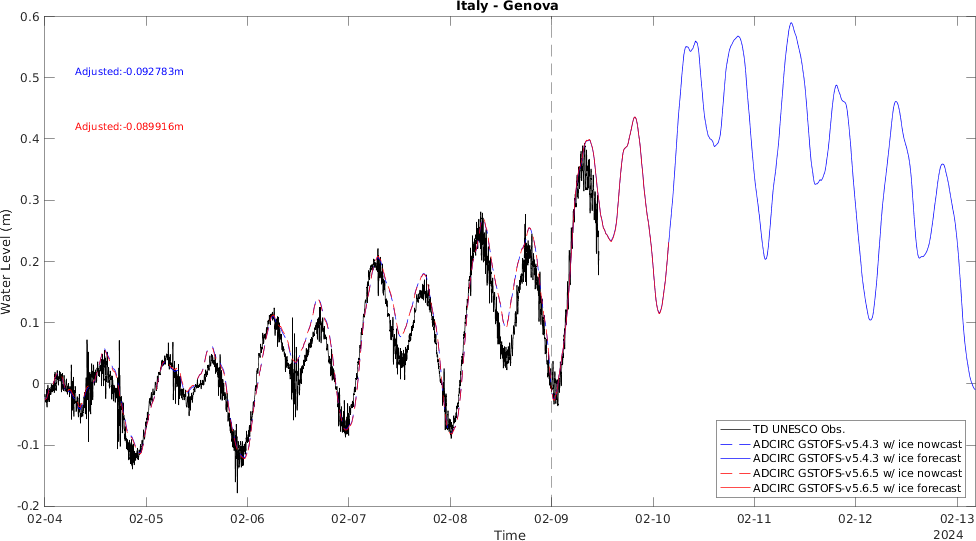 Italy - Genova
0.6
0.5
0.4
0.3
0.2
0.1
0
-0.1
-0.2
Water Level (m)
Adjusted:-0.092783m
Adjusted:-0.089916m
TD UNESCO Obs.
ADCIRC GSTOFS-v5.4.3 w/ ice nowcast
ADCIRC GSTOFS-v5.4.3 w/ ice forecast
ADCIRC GSTOFS-v5.6.5 w/ ice nowcast
ADCIRC GSTOFS-v5.6.5 w/ ice forecast
02-04 02-05 02-06 02-07 02-08 02-09 02-10 02-11 02-12 02-13
Time
2024